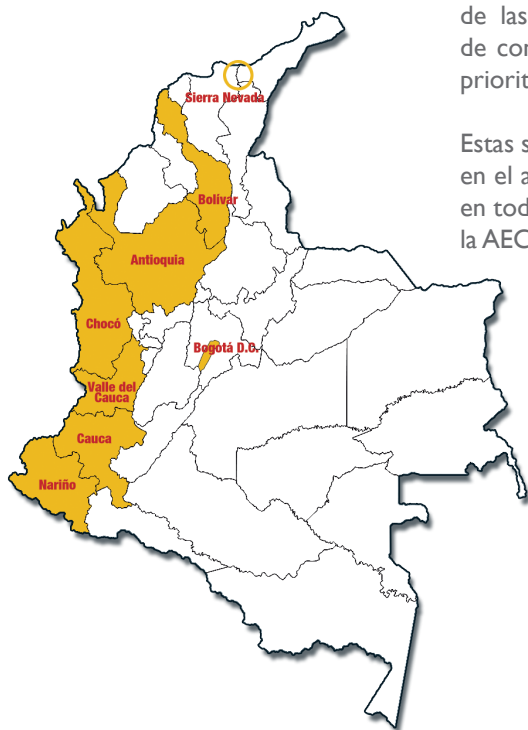 de las
de con
priorit
Estas s
en el a
en tod
la AEC
Sierra Nevada
Bolívar
Antioquia
Chocó
Bogotá D.C.
Valle del
Cauca
Cauca
Nariño